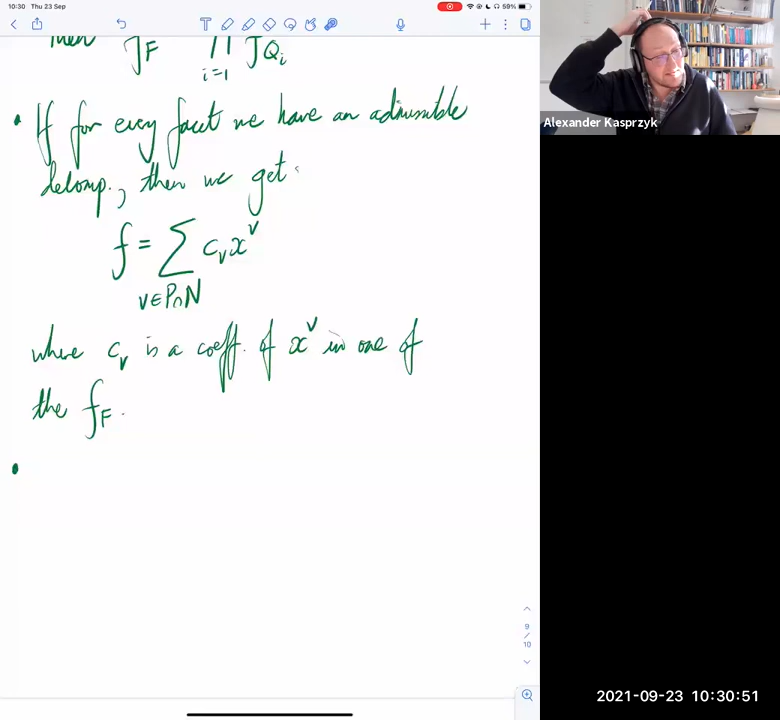 10:30 Thu 23 Sep
59%
Then f_F = ∏_{i=1} f_{Q_i}
• If for every facet we have an admissible
decomp., then we get
f = ∑_{v∈P∩N} c_v x^v
where c_v is a coeff. of x^v in one of
the f_F.
•
Alexander Kasprzyk
9
/
10
2021-09-23 10:30:51